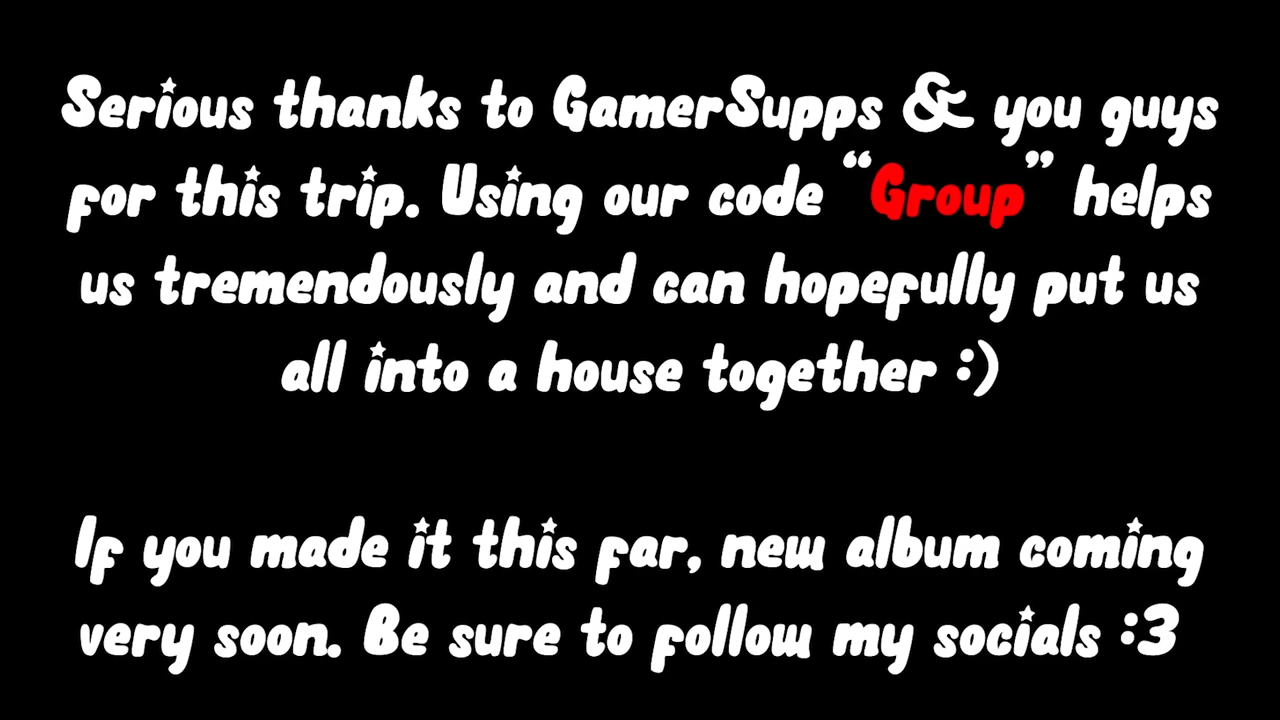 Serious thanks to GamerSupps & you guys
for this trip. Using our code “Group” helps
us tremendously and can hopefully put us
all into a house together :)
If you made it this far, new album coming
very soon. Be sure to follow my socials :3